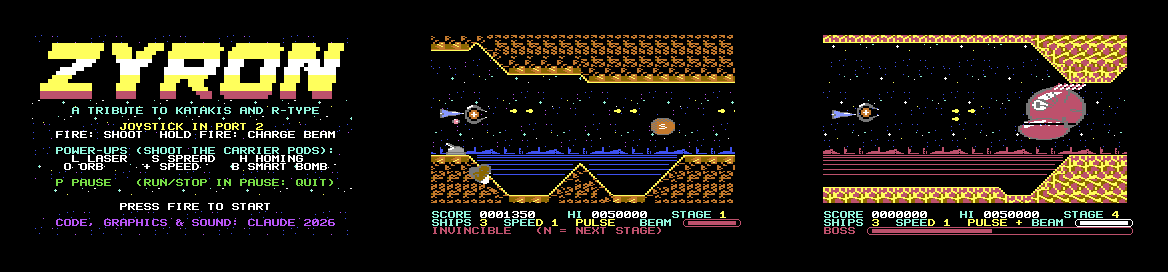 ZYRON
A TRIBUTE TO KATAKIS AND R-TYPE
JOYSTICK IN PORT 2
FIRE: SHOOT HOLD FIRE: CHARGE BEAM
POWER-UPS (SHOOT THE CARRIER PODS):
L LASER S SPREAD H HOMING
O ORB + SPEED B SMART BOMB
P PAUSE (RUN/STOP IN PAUSE: QUIT)
PRESS FIRE TO START
CODE, GRAPHICS & SOUND: CLAUDE 2026
S
SCORE 0001350 HI 0050000 STAGE 1
SHIPS 3 SPEED 1 PULSE BEAM
INVINCIBLE (N = NEXT STAGE)
SCORE 0000000 HI 0050000 STAGE 4
SHIPS 3 SPEED 1 PULSE + BEAM
BOSS